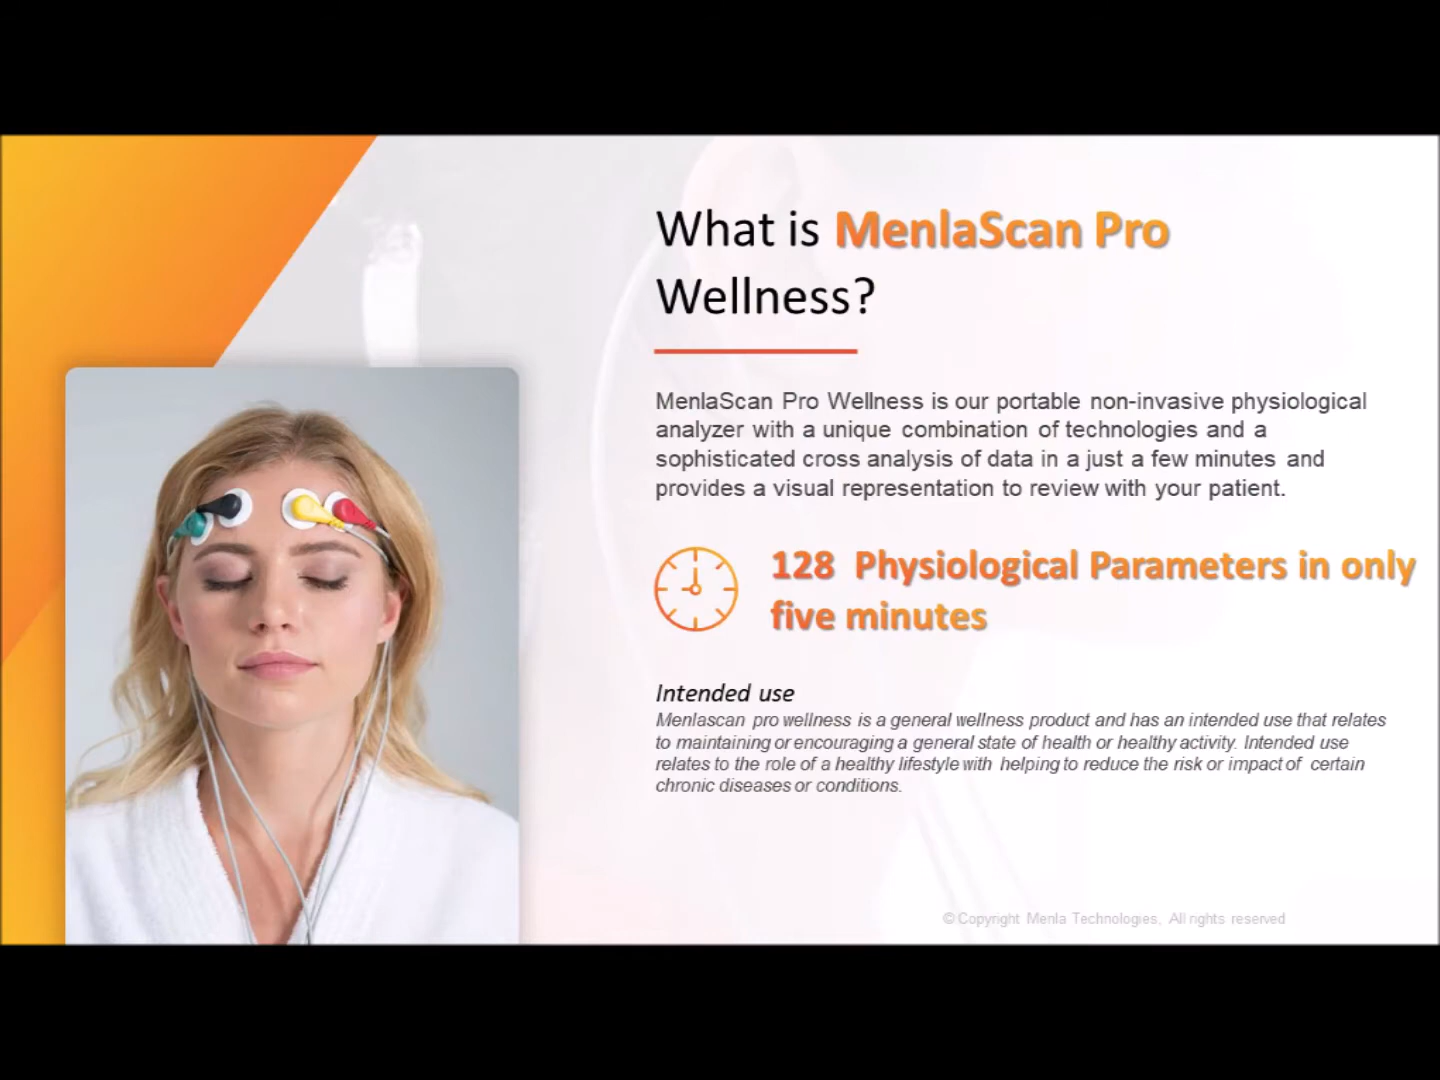 What is MenlaScan Pro
Wellness?
MenlaScan Pro Wellness is our portable non-invasive physiological
analyzer with a unique combination of technologies and a
sophisticated cross analysis of data in a just a few minutes and
provides a visual representation to review with your patient.
128 Physiological Parameters in only
five minutes
Intended use
Menlascan pro wellness is a general wellness product and has an intended use that relates
to maintaining or encouraging a general state of health or healthy activity. Intended use
relates to the role of a healthy lifestyle with helping to reduce the risk or impact of certain
chronic diseases or conditions.
© Copyright Menla Technologies, All rights reserved